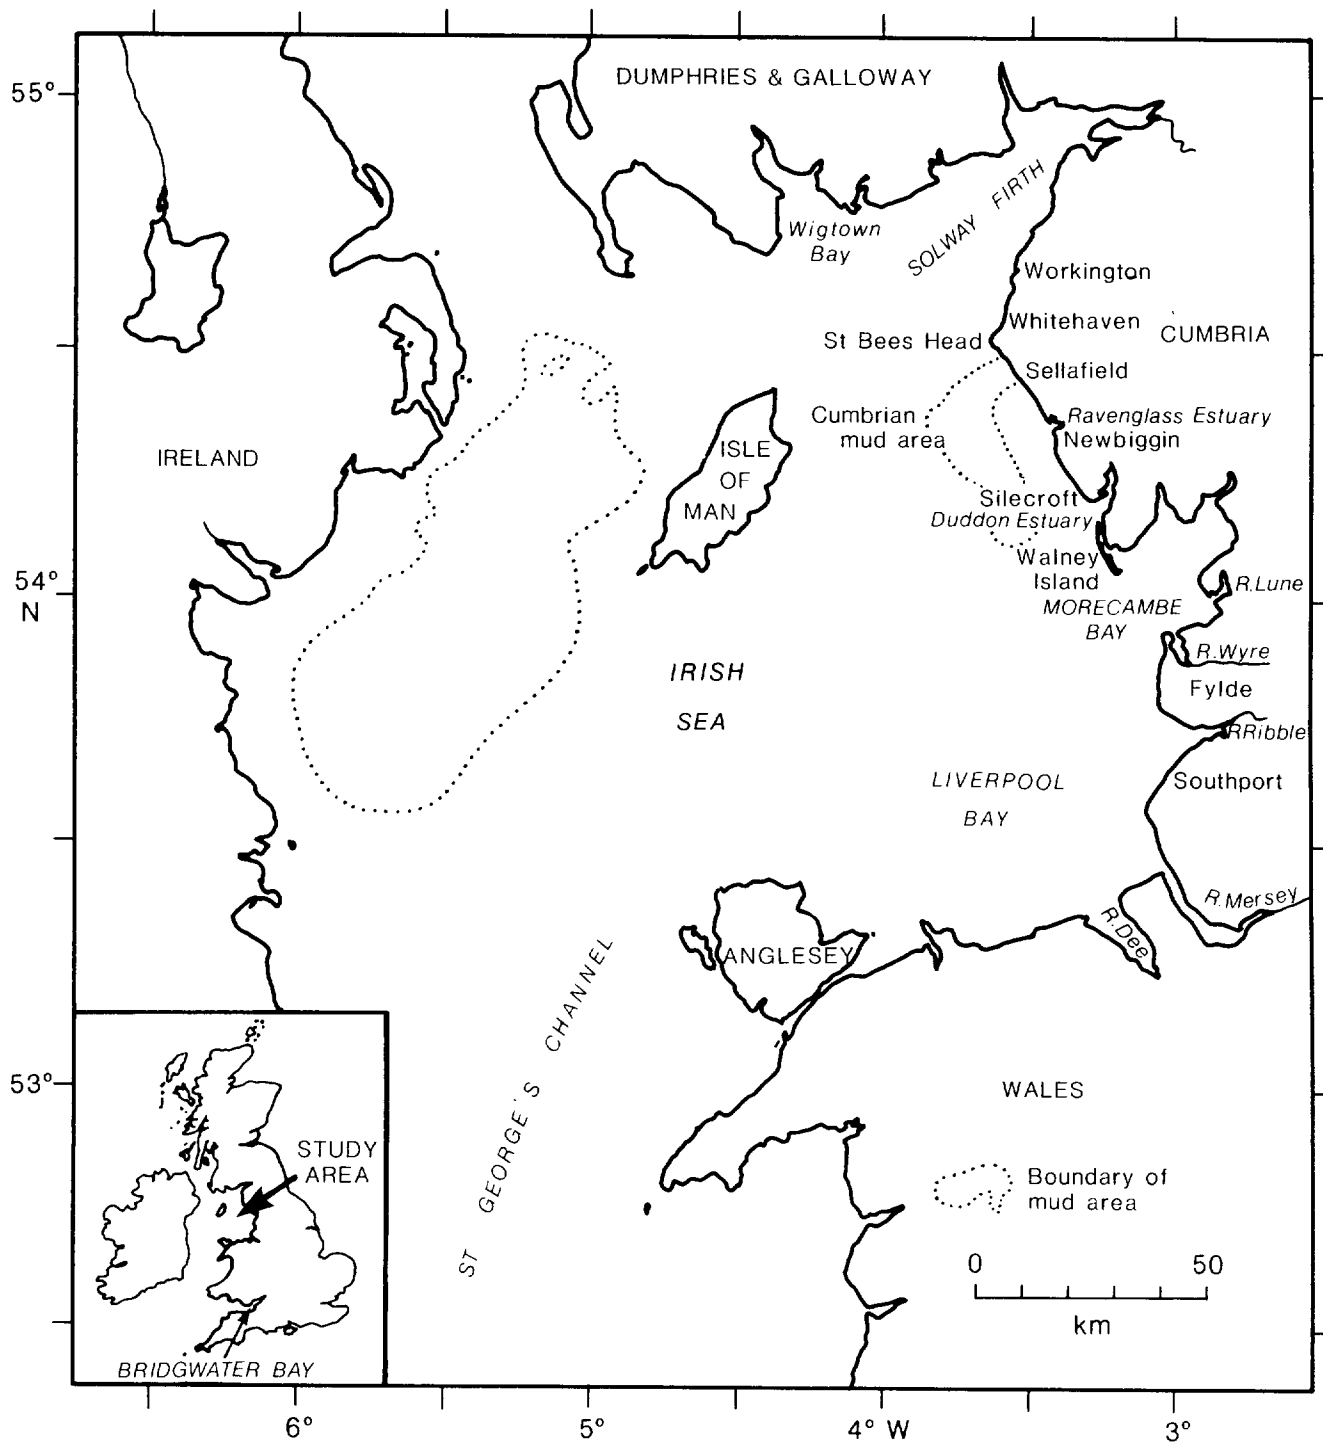 DUMPHRIES & GALLOWAY
55°
Wigtown
Bay
SOLWAY FIRTH
Workington
Whitehaven
CUMBRIA
St Bees Head
Sellafield
Cumbrian
mud area
Ravenglass Estuary
Newbiggin
IRELAND
ISLE
OF
MAN
Silecroft
Duddon Estuary
Walney
Island
54°
N
R.Lune
MORECAMBE
BAY
R.Wyre
IRISH
SEA
Fylde
RRibble
LIVERPOOL
BAY
Southport
R.Mersey
R.Dee
ANGLESEY
ST GEORGE'S CHANNEL
53°
WALES
STUDY
AREA
BRIDGWATER BAY
Boundary of
mud area
0 50
km
6° 5° 4° W 3°